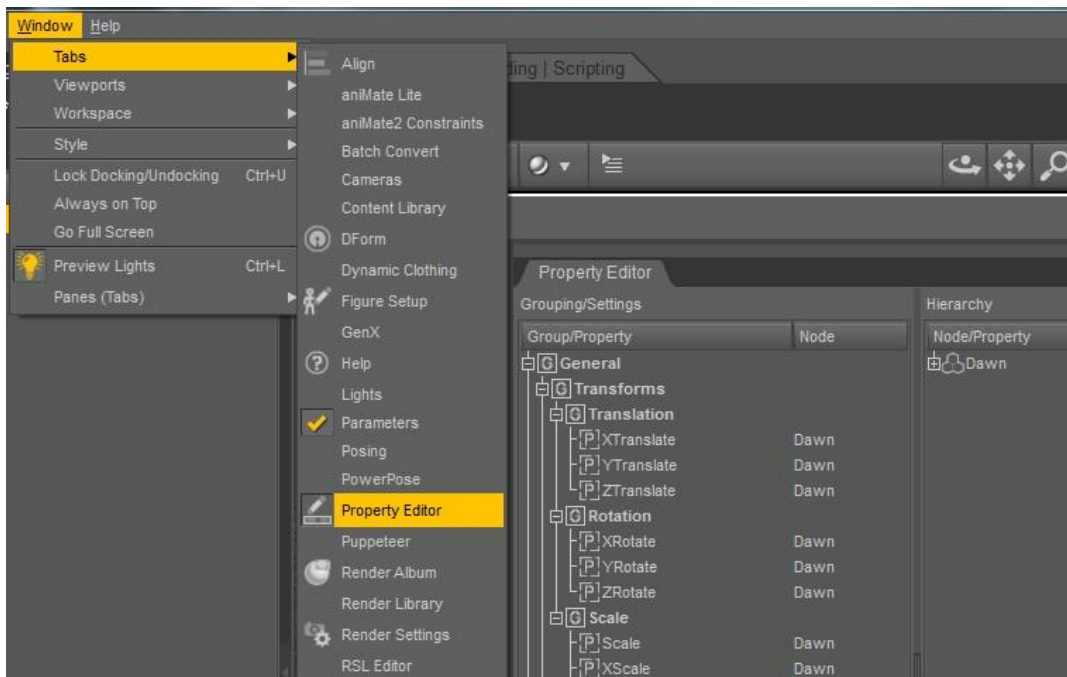 Window Help
Tabs
Viewports
Workspace
Style
Lock Docking/Undocking Ctrl+U
Always on Top
Go Full Screen
Preview Lights Ctrl+L
Panes (Tabs)
Align
aniMate Lite
aniMate2 Constraints
Batch Convert
Cameras
Content Library
DForm
Dynamic Clothing
Figure Setup
GenX
Help
Lights
Parameters
Posing
PowerPose
Property Editor
Puppeteer
Render Album
Render Library
Render Settings
RSL Editor
| Scripting
Property Editor
Grouping/Settings
Group/Property Node
G General
G Transforms
G Translation
P XTranslate Dawn
P YTranslate Dawn
P ZTranslate Dawn
G Rotation
P XRotate Dawn
P YRotate Dawn
P ZRotate Dawn
G Scale
P Scale Dawn
P XScale Dawn
Hierarchy
Node/Property
Dawn